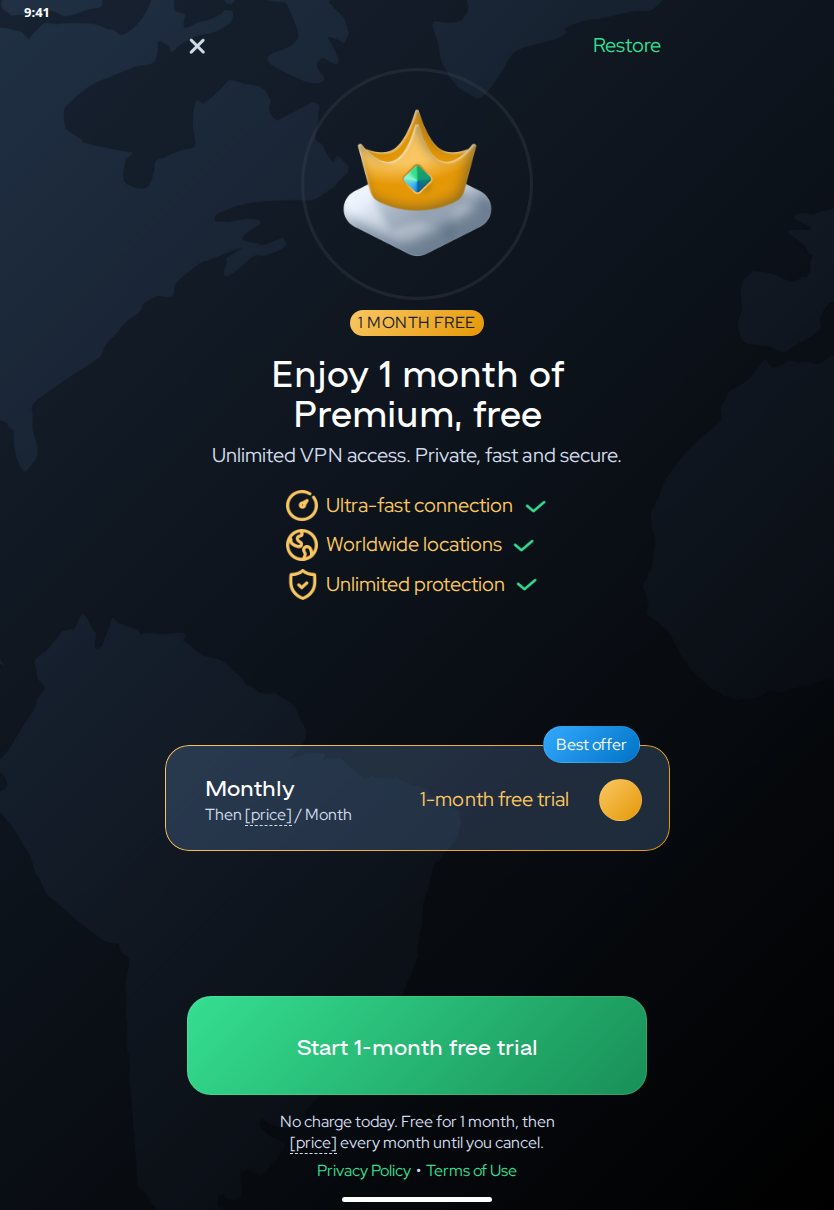 9:41
Restore
1 MONTH FREE
Enjoy 1 month of
Premium, free
Unlimited VPN access. Private, fast and secure.
Ultra-fast connection
Worldwide locations
Unlimited protection
Best offer
Monthly
1-month free trial
Then [price] / Month
Start 1-month free trial
No charge today. Free for 1 month, then
[price] every month until you cancel.
Privacy Policy • Terms of Use